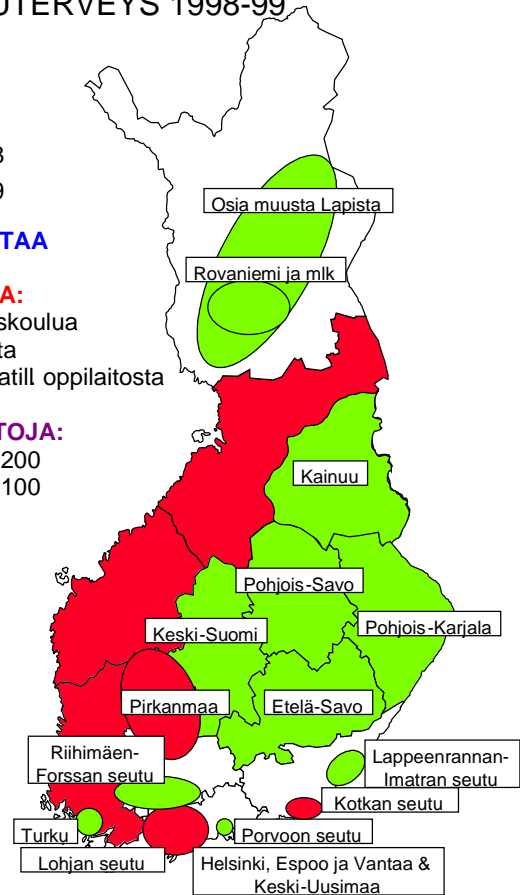 UTERVEYS 1998-99
3
9
TAA
A:
skoulua
ta
atill. oppilaitosta
TOJA:
200
100
Osia muusta Lapista
Rovaniemi ja mlk
Kainuu
Pohjois-Savo
Keski-Suomi
Pohjois-Karjala
Pirkanmaa
Etelä-Savo
Riihimäen-
Forssan seutu
Lappeenrannan-
Imatran seutu
Kotkan seutu
Turku
Porvoon seutu
Lohjan seutu
Helsinki, Espoo ja Vantaa &
Keski-Uusimaa